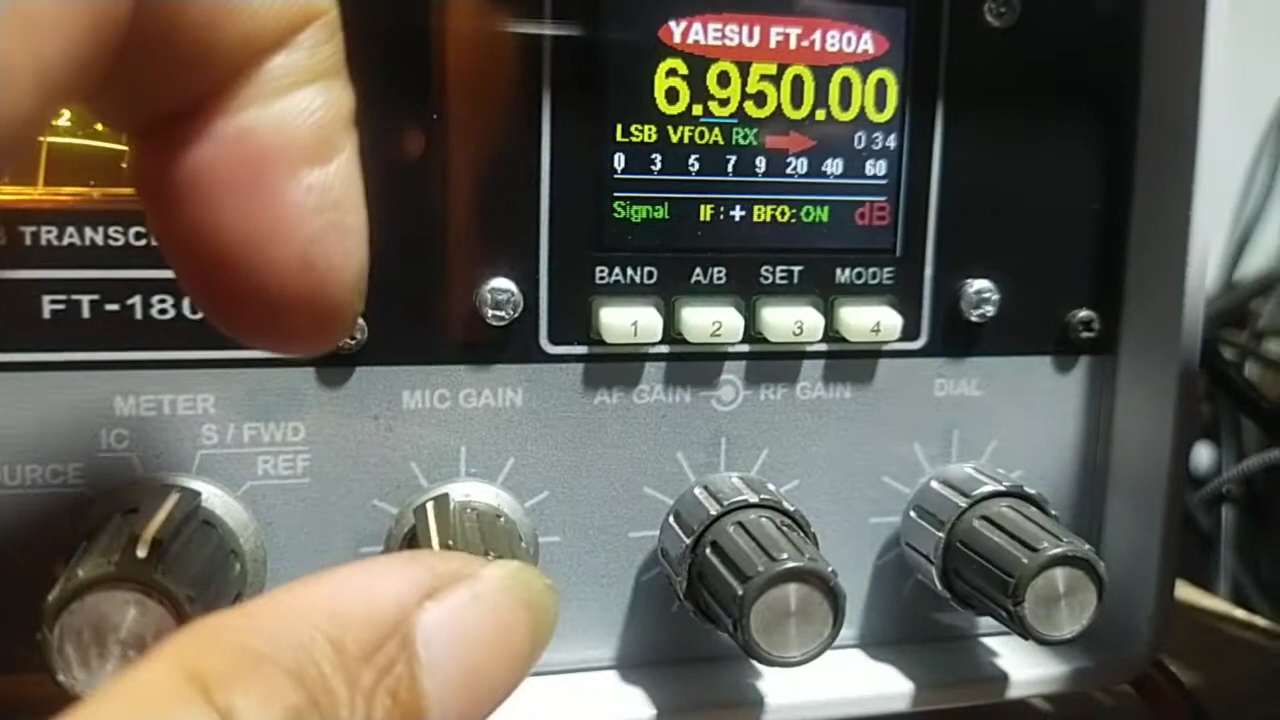 YAESU FT-180A
6.950.00
LSB VFOA RX 034
0 3 5 7 9 20 40 60
Signal IF:+ BFO:ON dB
2
TRANSC
FT-180
BAND A/B SET MODE
1 2 3 4
METER
MIC GAIN
AF GAIN RF GAIN
DIAL
IC
S / FWD
REF
OURCE